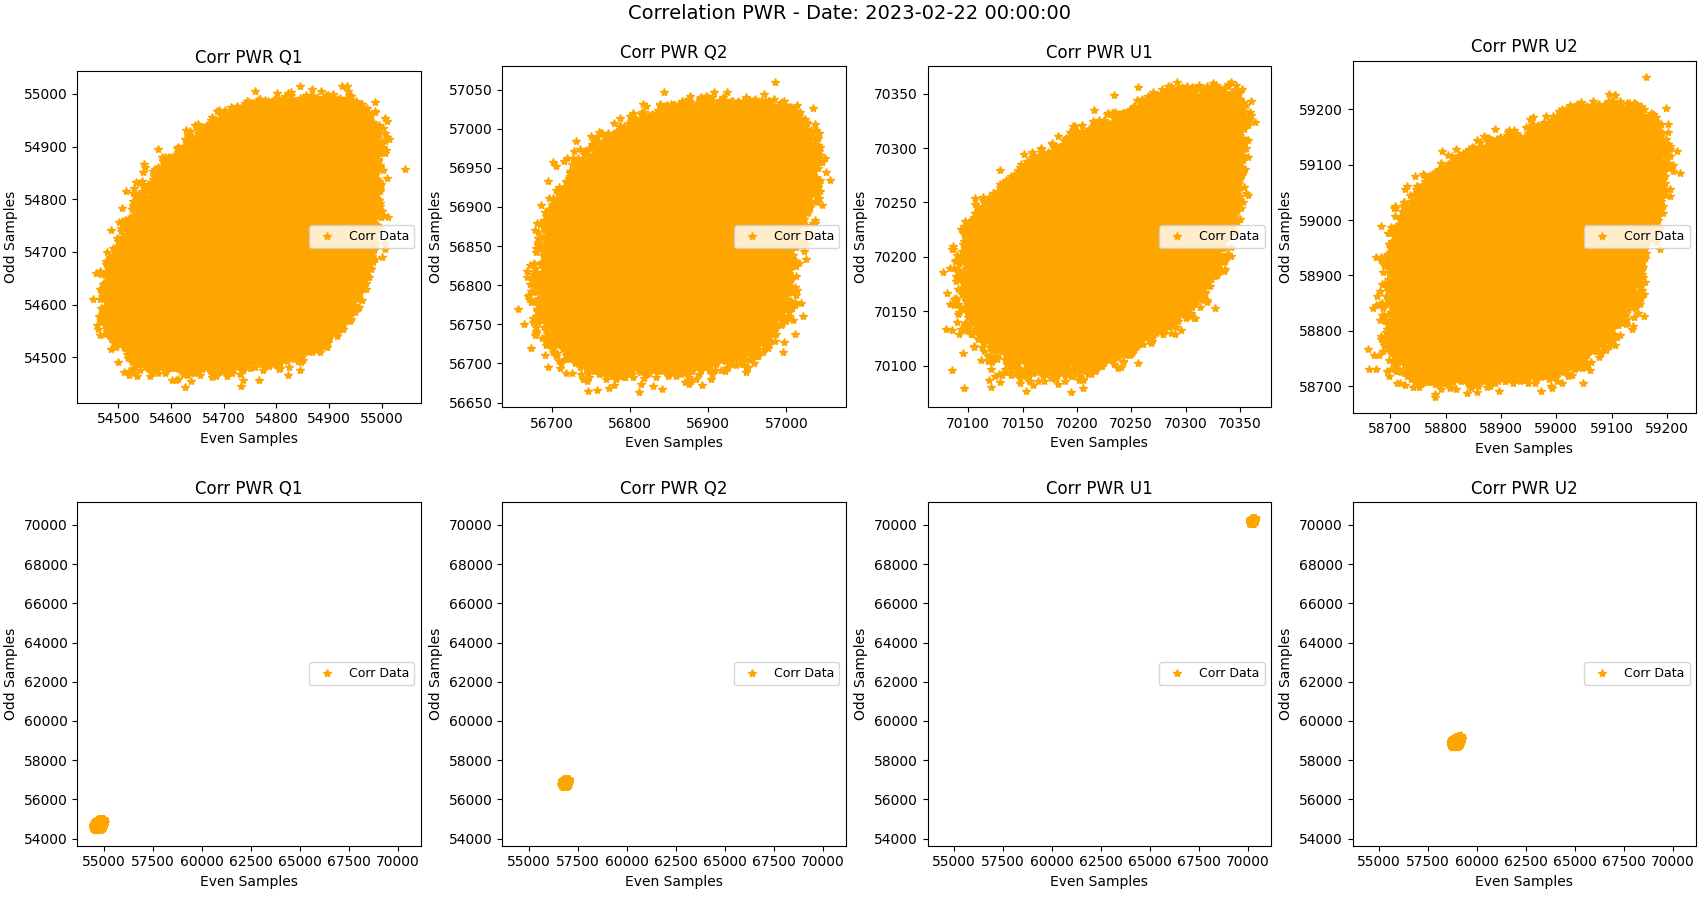 Correlation PWR - Date: 2023-02-22 00:00:00
Corr PWR Q1
55000
54900
54800
54700
54600
54500
Odd Samples
Corr Data
54500 54600 54700 54800 54900 55000
Even Samples
Corr PWR Q2
57050
57000
56950
56900
56850
56800
56750
56700
56650
Odd Samples
Corr Data
56700 56800 56900 57000
Even Samples
Corr PWR U1
70350
70300
70250
70200
70150
70100
Odd Samples
Corr Data
70100 70150 70200 70250 70300 70350
Even Samples
Corr PWR U2
59200
59100
59000
58900
58800
58700
Odd Samples
Corr Data
58700 58800 58900 59000 59100 59200
Even Samples
Corr PWR Q1
70000
68000
66000
64000
62000
60000
58000
56000
54000
Odd Samples
Corr Data
55000 57500 60000 62500 65000 67500 70000
Even Samples
Corr PWR Q2
70000
68000
66000
64000
62000
60000
58000
56000
54000
Odd Samples
Corr Data
55000 57500 60000 62500 65000 67500 70000
Even Samples
Corr PWR U1
70000
68000
66000
64000
62000
60000
58000
56000
54000
Odd Samples
Corr Data
55000 57500 60000 62500 65000 67500 70000
Even Samples
Corr PWR U2
70000
68000
66000
64000
62000
60000
58000
56000
54000
Odd Samples
Corr Data
55000 57500 60000 62500 65000 67500 70000
Even Samples